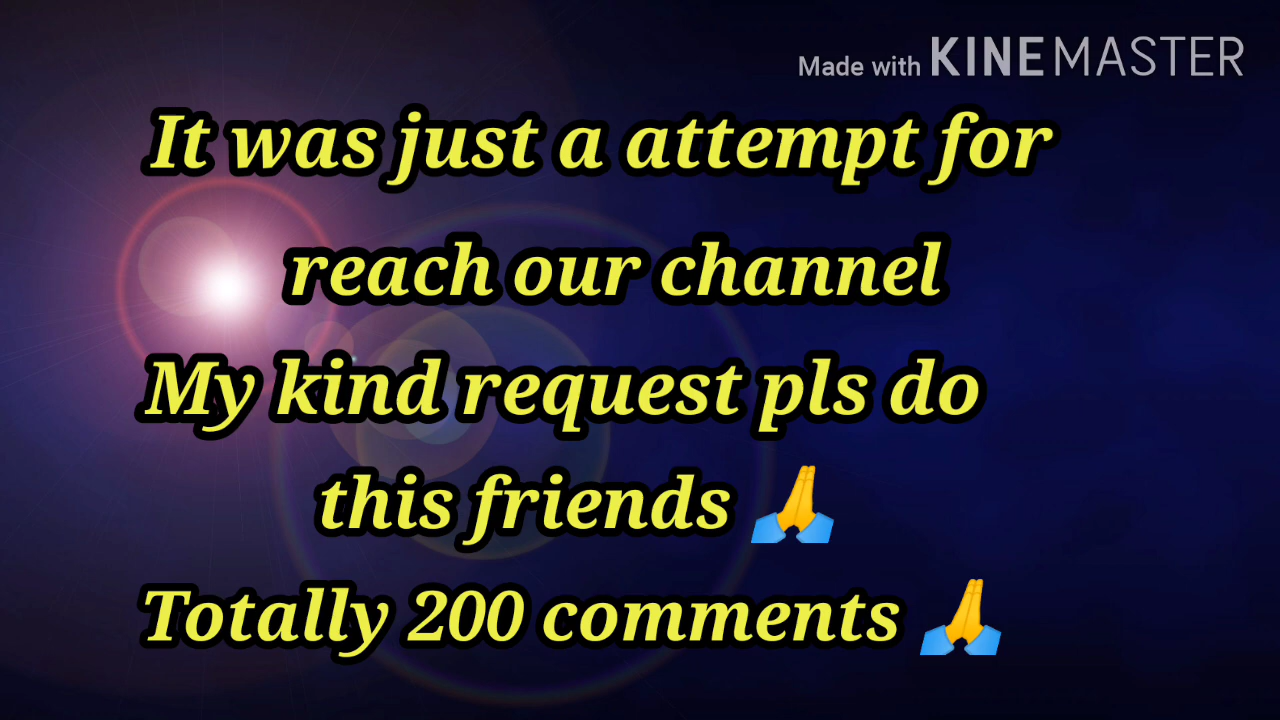 Made with KINEMASTER
It was just a attempt for
reach our channel
My kind request pls do
this friends 🙏
Totally 200 comments 🙏